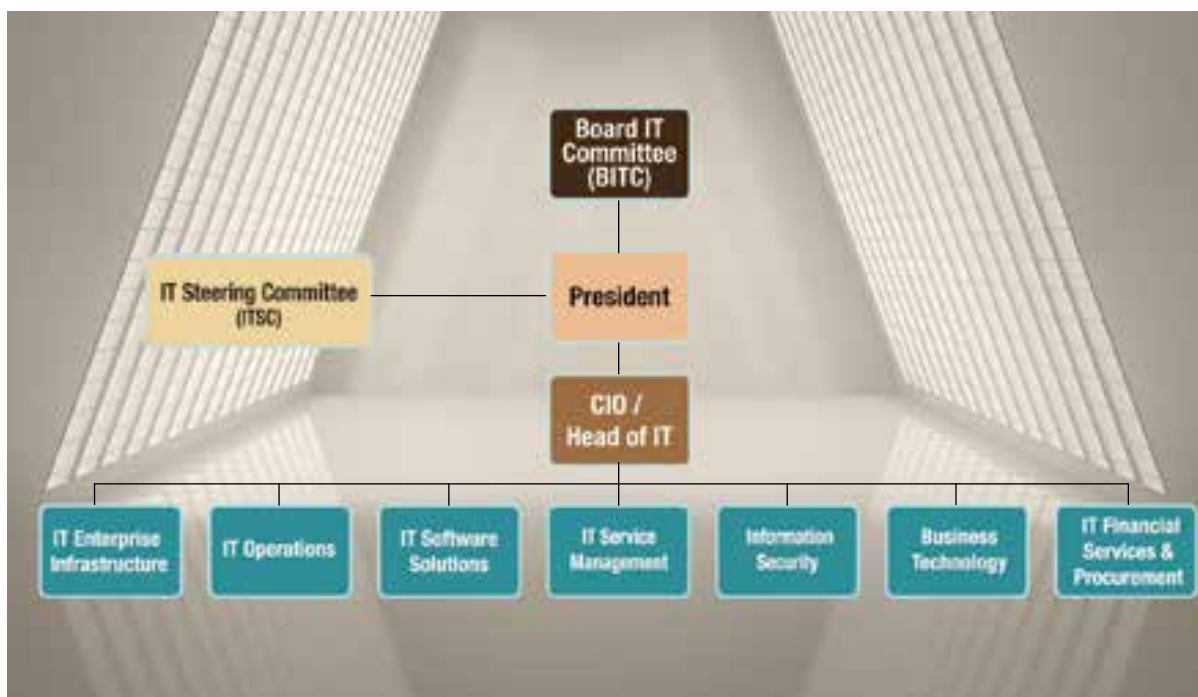 Board IT
Committee
(BITC)
IT Steering Committee
(ITSC)
President
CIO /
Head of IT
IT Enterprise
Infrastructure
IT Operations
IT Software
Solutions
IT Service
Management
Information
Security
Business
Technology
IT Financial
Services &
Procurement